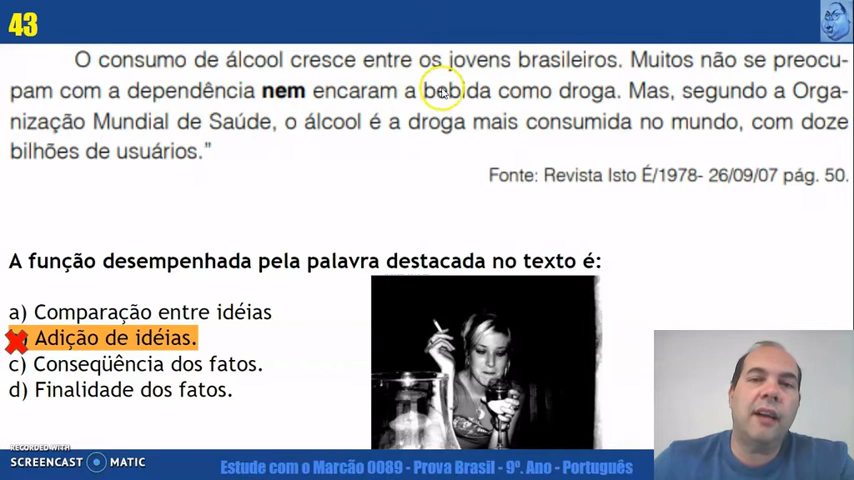 43
O consumo de álcool cresce entre os jovens brasileiros. Muitos não se preocu-
pam com a dependência nem encaram a bebida como droga. Mas, segundo a Orga-
nização Mundial de Saúde, o álcool é a droga mais consumida no mundo, com doze
bilhões de usuários.”
Fonte: Revista Isto É/1978- 26/09/07 pág. 50.
A função desempenhada pela palavra destacada no texto é:
a) Comparação entre idéias
) Adição de idéias.
c) Conseqüência dos fatos.
d) Finalidade dos fatos.
RECORDED WITH
SCREENCAST MATIC
Estude com o Marcão 0089 - Prova Brasil - 9º. Ano - Português